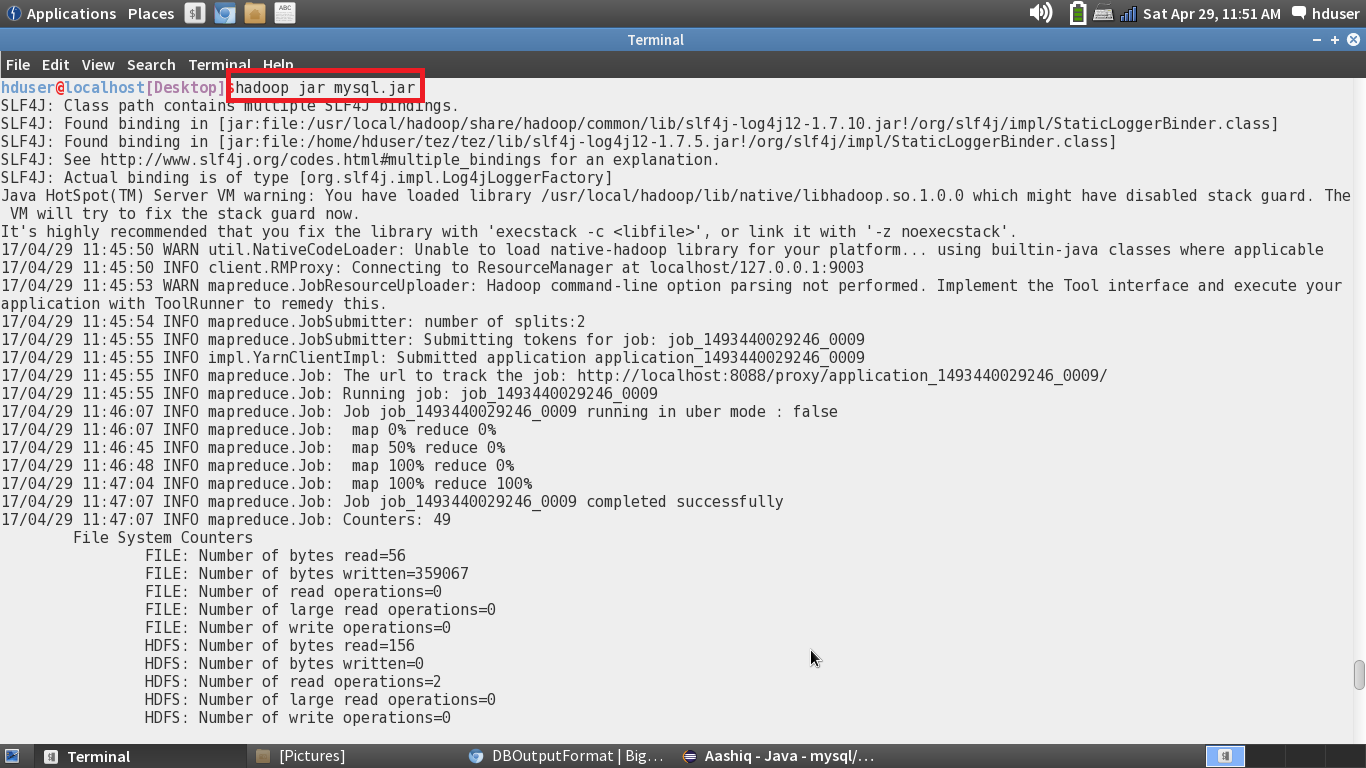 Applications Places Sat Apr 29, 11:51 AM hduser
Terminal
File Edit View Search Terminal Help
hduser@localhost[Desktop]$hadoop jar mysql.jar
SLF4J: Class path contains multiple SLF4J bindings.
SLF4J: Found binding in [jar:file:/usr/local/hadoop/share/hadoop/common/lib/slf4j-log4j12-1.7.10.jar!/org/slf4j/impl/StaticLoggerBinder.class]
SLF4J: Found binding in [jar:file:/home/hduser/tez/tez/lib/slf4j-log4j12-1.7.5.jar!/org/slf4j/impl/StaticLoggerBinder.class]
SLF4J: See http://www.slf4j.org/codes.html#multiple_bindings for an explanation.
SLF4J: Actual binding is of type [org.slf4j.impl.Log4jLoggerFactory]
Java HotSpot(TM) Server VM warning: You have loaded library /usr/local/hadoop/lib/native/libhadoop.so.1.0.0 which might have disabled stack guard. The
VM will try to fix the stack guard now.
It's highly recommended that you fix the library with 'execstack -c <libfile>', or link it with '-z noexecstack'.
17/04/29 11:45:50 WARN util.NativeCodeLoader: Unable to load native-hadoop library for your platform... using builtin-java classes where applicable
17/04/29 11:45:50 INFO client.RMProxy: Connecting to ResourceManager at localhost/127.0.0.1:9003
17/04/29 11:45:53 WARN mapreduce.JobResourceUploader: Hadoop command-line option parsing not performed. Implement the Tool interface and execute your
application with ToolRunner to remedy this.
17/04/29 11:45:54 INFO mapreduce.JobSubmitter: number of splits:2
17/04/29 11:45:55 INFO mapreduce.JobSubmitter: Submitting tokens for job: job_1493440029246_0009
17/04/29 11:45:55 INFO impl.YarnClientImpl: Submitted application application_1493440029246_0009
17/04/29 11:45:55 INFO mapreduce.Job: The url to track the job: http://localhost:8088/proxy/application_1493440029246_0009/
17/04/29 11:45:55 INFO mapreduce.Job: Running job: job_1493440029246_0009
17/04/29 11:46:07 INFO mapreduce.Job: Job job_1493440029246_0009 running in uber mode : false
17/04/29 11:46:07 INFO mapreduce.Job:  map 0% reduce 0%
17/04/29 11:46:45 INFO mapreduce.Job:  map 50% reduce 0%
17/04/29 11:46:48 INFO mapreduce.Job:  map 100% reduce 0%
17/04/29 11:47:04 INFO mapreduce.Job:  map 100% reduce 100%
17/04/29 11:47:07 INFO mapreduce.Job: Job job_1493440029246_0009 completed successfully
17/04/29 11:47:07 INFO mapreduce.Job: Counters: 49
File System Counters
FILE: Number of bytes read=56
FILE: Number of bytes written=359067
FILE: Number of read operations=0
FILE: Number of large read operations=0
FILE: Number of write operations=0
HDFS: Number of bytes read=156
HDFS: Number of bytes written=0
HDFS: Number of read operations=2
HDFS: Number of large read operations=0
HDFS: Number of write operations=0
Terminal [Pictures] DBOutputFormat | Big... Aashiq - Java - mysql/...